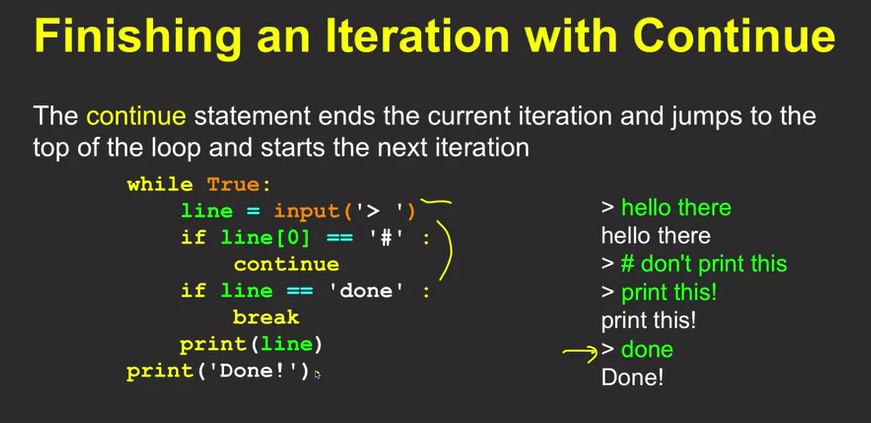 Finishing an Iteration with Continue
The continue statement ends the current iteration and jumps to the
top of the loop and starts the next iteration
while True:
    line = input('> ')
    if line[0] == '#' :
        continue
    if line == 'done' :
        break
    print(line)
print('Done!')
> hello there
hello there
> # don't print this
> print this!
print this!
> done
Done!